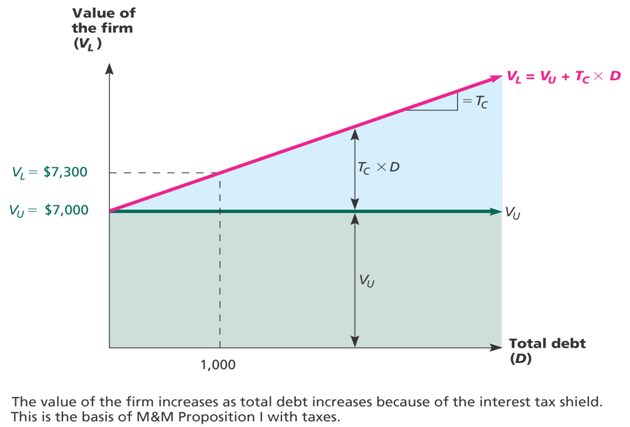 Value of
the firm
(V_L)
V_L = V_U + T_C × D
= T_C
V_L = $7,300
T_C × D
V_U = $7,000
V_U
V_U
Total debt
(D)
1,000
The value of the firm increases as total debt increases because of the interest tax shield.
This is the basis of M&M Proposition I with taxes.